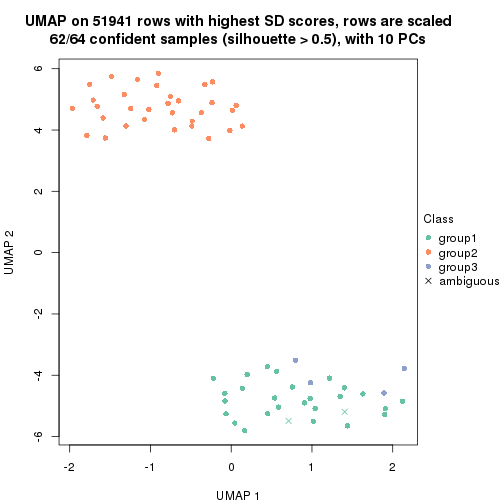 UMAP on 51941 rows with highest SD scores, rows are scaled
62/64 confident samples (silhouette > 0.5), with 10 PCs
6
4
2
0
-2
-4
-6
UMAP 2
-2
-1
0
1
2
UMAP 1
Class
group1
group2
group3
ambiguous